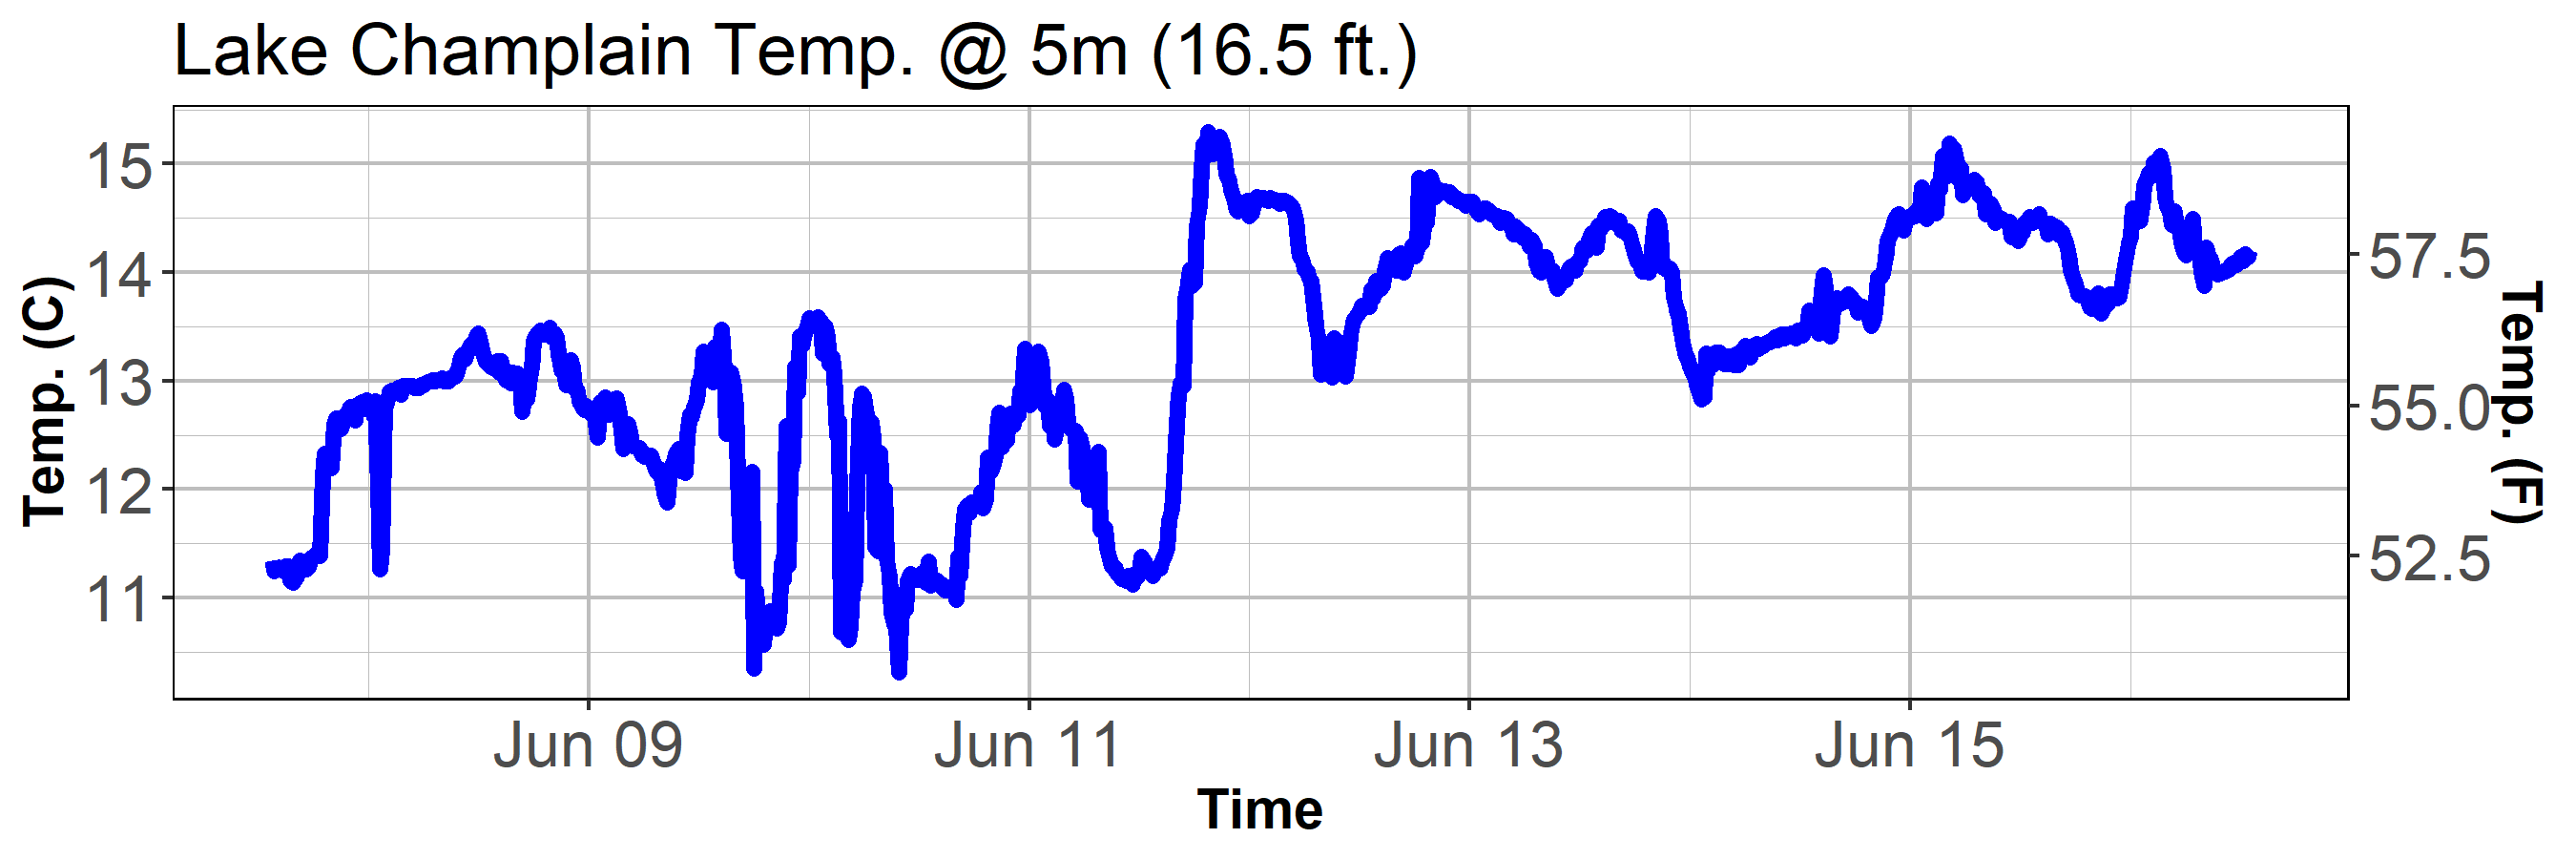 Lake Champlain Temp. @ 5m (16.5 ft.)
Temp. (C)
15
14
13
12
11
57.5
55.0
52.5
Temp. (F)
Jun 09 Jun 11 Jun 13 Jun 15
Time